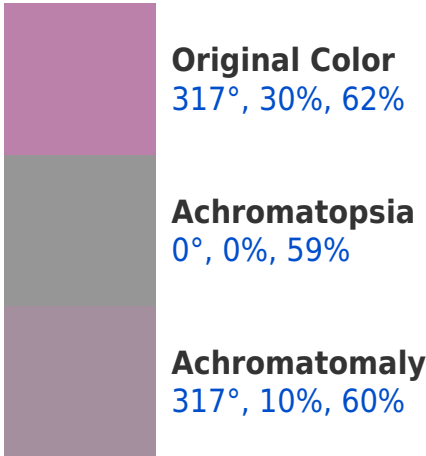 Original Color
317°, 30%, 62%
Achromatopsia
0°, 0%, 59%
Achromatomaly
317°, 10%, 60%